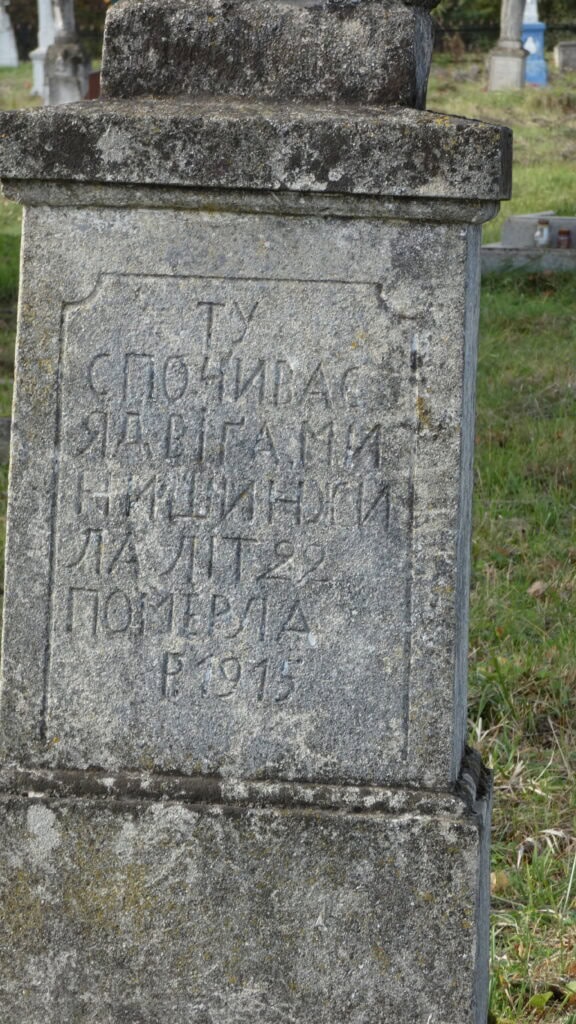 ТУ
СПОЧИВАЄ
ЯДВІГА МИ
НИШИН ЖИ
ЛА ЛІТ 22
ПОМЕРЛА
Р. 1915